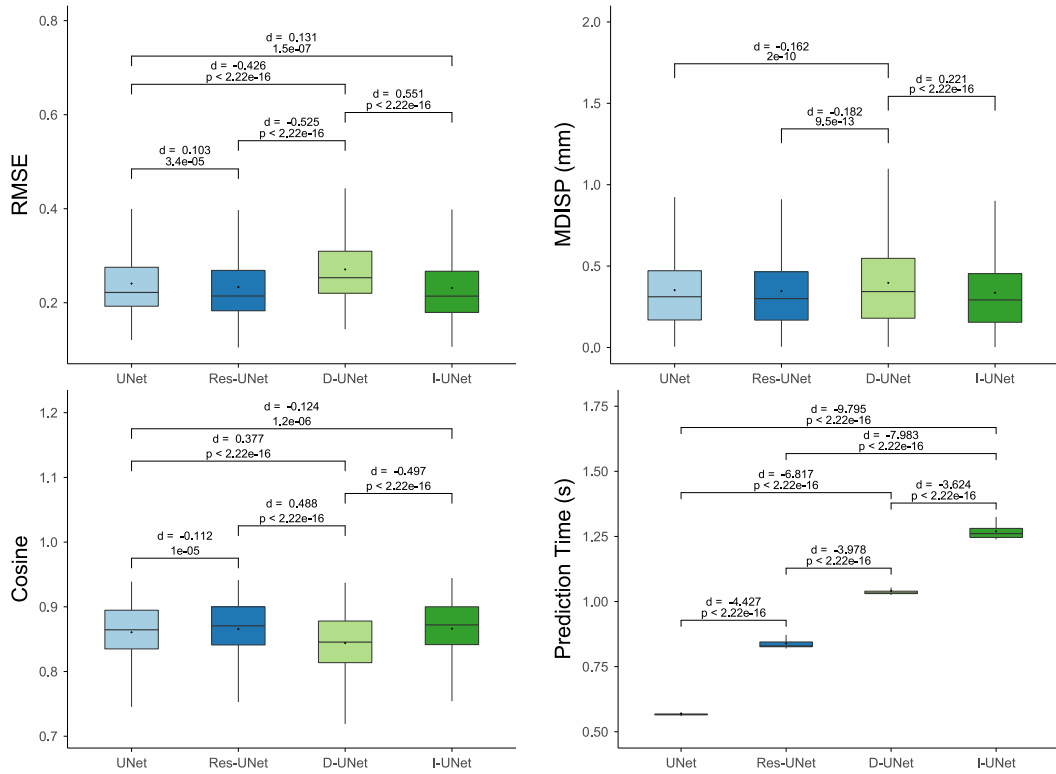 RMSE
0.8
0.6
0.4
0.2
d = 0.131
1.5e-07
d = -0.426
p < 2.22e-16
d = 0.551
p < 2.22e-16
d = -0.525
p < 2.22e-16
d = 0.103
3.4e-05
UNet
Res-UNet
D-UNet
I-UNet
MDISP (mm)
2.0
1.5
1.0
0.5
0.0
d = -0.162
2e-10
d = 0.221
p < 2.22e-16
d = -0.182
9.5e-13
UNet
Res-UNet
D-UNet
I-UNet
Cosine
1.2
1.1
1.0
0.9
0.8
0.7
d = -0.124
1.2e-06
d = 0.377
p < 2.22e-16
d = -0.497
p < 2.22e-16
d = 0.488
p < 2.22e-16
d = -0.112
1e-05
UNet
Res-UNet
D-UNet
I-UNet
Prediction Time (s)
1.75
1.50
1.25
1.00
0.75
0.50
d = -9.795
p < 2.22e-16
d = -7.983
p < 2.22e-16
d = -6.817
p < 2.22e-16
d = -3.624
p < 2.22e-16
d = -3.978
p < 2.22e-16
d = -4.427
p < 2.22e-16
UNet
Res-UNet
D-UNet
I-UNet